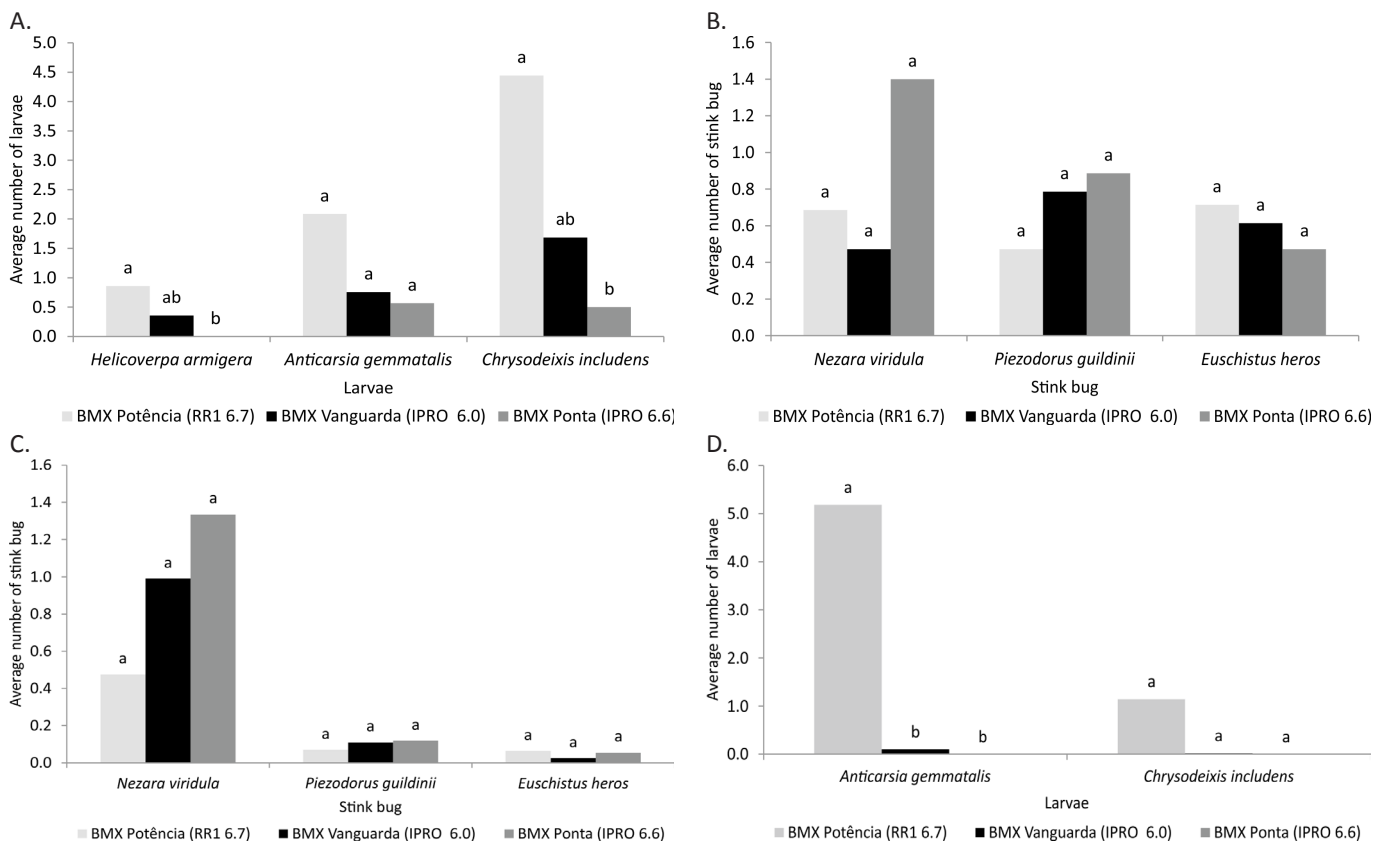 A.
Average number of larvae
5.0
4.5
4.0
3.5
3.0
2.5
2.0
1.5
1.0
0.5
0.0
a
ab
b
a
a
a
a
ab
b
Helicoverpa armigera Anticarsia gemmatalis Chrysodeixis includens
Larvae
BMX Potência (RR1 6.7) BMX Vanguarda (IPRO 6.0) BMX Ponta (IPRO 6.6)
B.
Average number of stink bug
1.6
1.4
1.2
1.0
0.8
0.6
0.4
0.2
0.0
a
a
a
a
a
a
a
a
a
Nezara viridula Piezodorus guildinii Euschistus heros
Stink bug
BMX Potência (RR1 6.7) BMX Vanguarda (IPRO 6.0) BMX Ponta (IPRO 6.6)
C.
Average number of stink bug
1.6
1.4
1.2
1.0
0.8
0.6
0.4
0.2
0.0
a
a
a
a
a
a
a
a
a
Nezara viridula Piezodorus guildinii Euschistus heros
Stink bug
BMX Potência (RR1 6.7) BMX Vanguarda (IPRO 6.0) BMX Ponta (IPRO 6.6)
D.
Average number of larvae
6.0
5.0
4.0
3.0
2.0
1.0
0.0
a
b
b
a
a
a
Anticarsia gemmatalis Chrysodeixis includens
Larvae
BMX Potência (RR1 6.7) BMX Vanguarda (IPRO 6.0) BMX Ponta (IPRO 6.6)